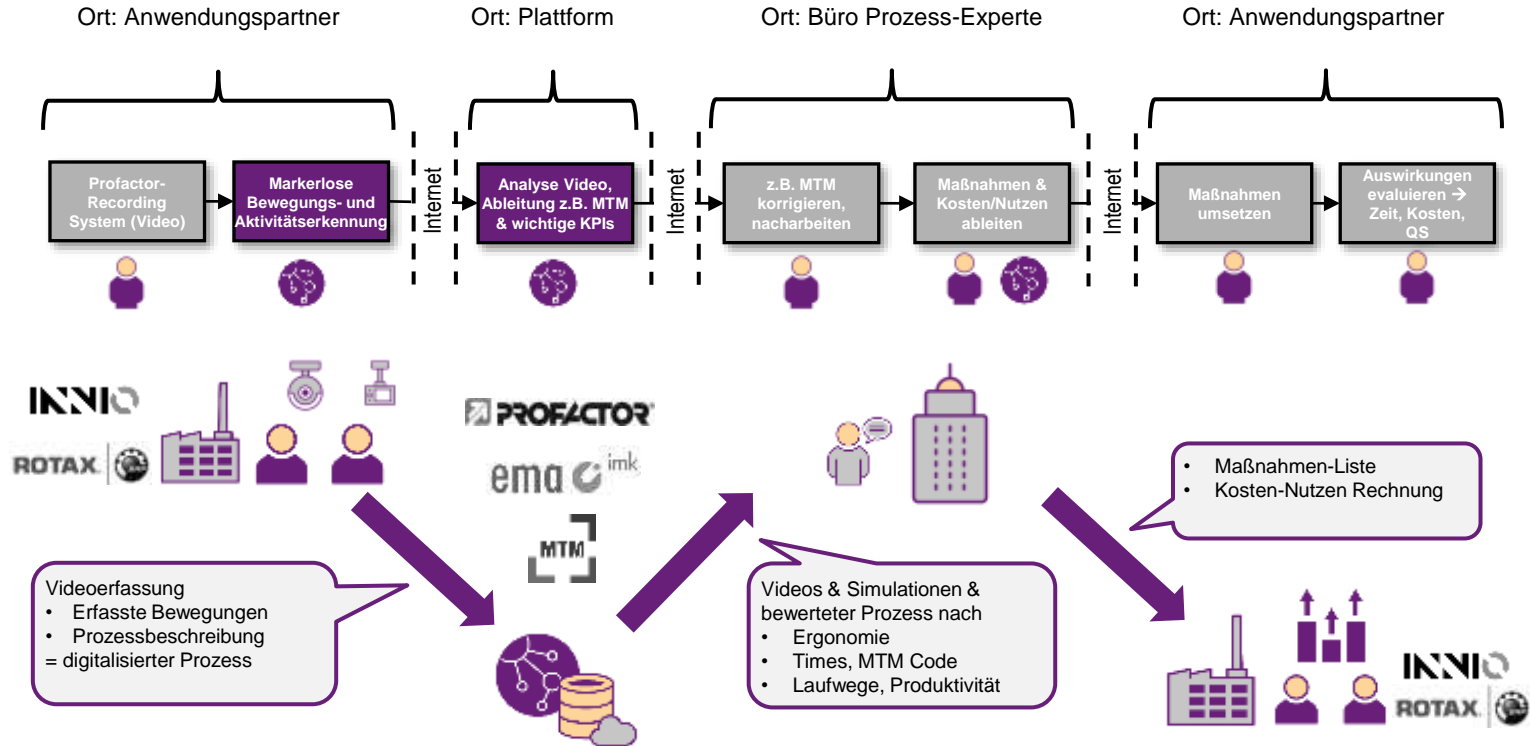 Ort: Anwendungspartner
Ort: Plattform
Ort: Büro Prozess-Experte
Ort: Anwendungspartner
Profactor-
Recording
System (Video)
Markerlose
Bewegungs- und
Aktivitätserkennung
Internet
Analyse Video,
Ableitung z.B. MTM
& wichtige KPIs
Internet
z.B. MTM
korrigieren,
nacharbeiten
Maßnahmen &
Kosten/Nutzen
ableiten
Internet
Maßnahmen
umsetzen
Auswirkungen
evaluieren →
Zeit, Kosten,
QS
INNIO
ROTAX
PROFACTOR
ema imk
MTM
Videoerfassung
• Erfasste Bewegungen
• Prozessbeschreibung
= digitalisierter Prozess
Videos & Simulationen &
bewerteter Prozess nach
• Ergonomie
• Times, MTM Code
• Laufwege, Produktivität
• Maßnahmen-Liste
• Kosten-Nutzen Rechnung
INNIO
ROTAX